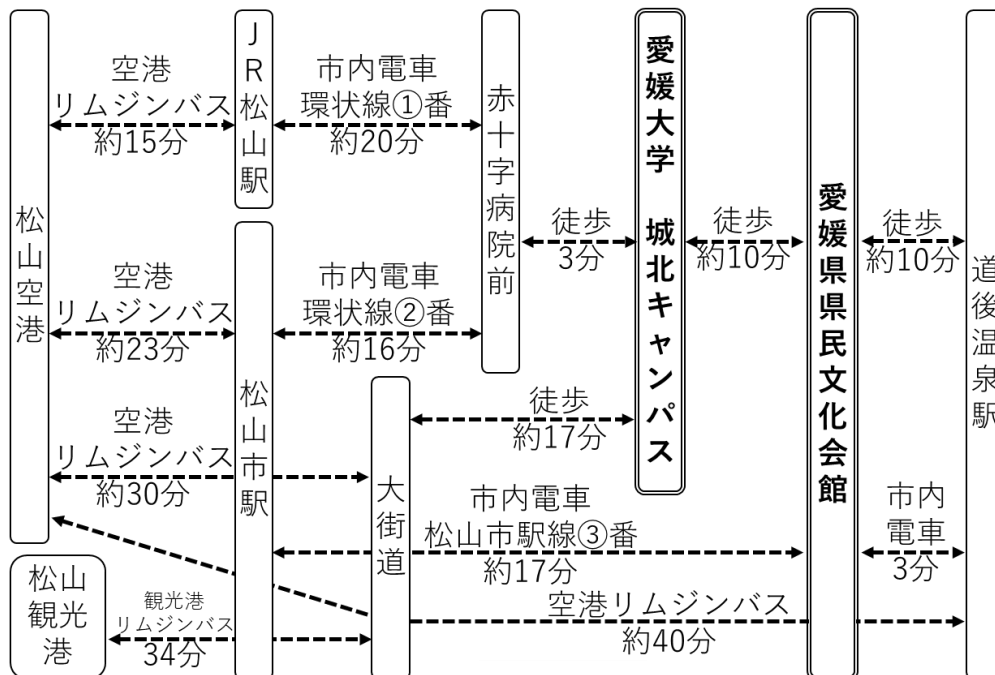 松山空港
空港
リムジンバス
約15分
JR松山駅
市内電車
環状線①番
約20分
赤十字病院前
空港
リムジンバス
約23分
松山市駅
市内電車
環状線②番
約16分
徒歩
3分
愛媛大学 城北キャンパス
徒歩
約10分
愛媛県県民文化会館
徒歩
約10分
道後温泉駅
空港
リムジンバス
約30分
大街道
徒歩
約17分
市内電車
松山市駅線③番
約17分
市内
電車
3分
空港リムジンバス
約40分
松山
観光
港
観光港
リムジンバス
34分